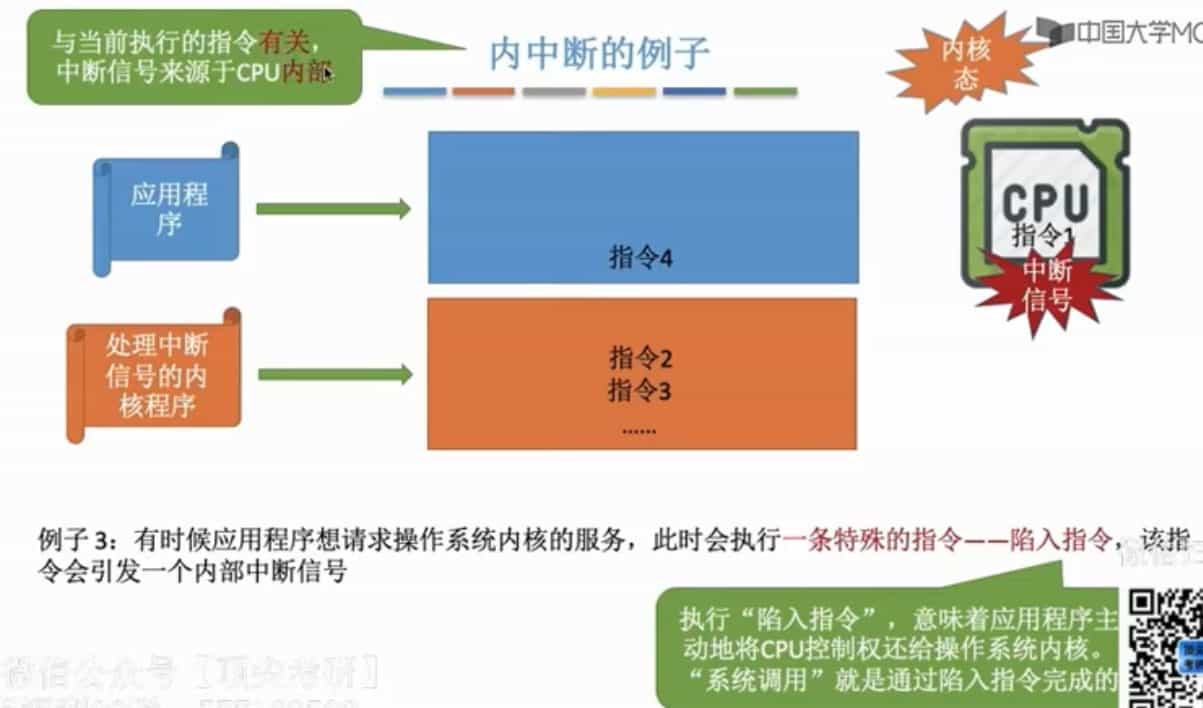 与当前执行的指令有关，
中断信号来源于CPU内部
内中断的例子
内核
态
中国大学MO
应用程
序
指令4
CPU
指令1
中断
信号
处理中断
信号的内
核程序
指令2
指令3
......
例子 3：有时候应用程序想请求操作系统内核的服务，此时会执行一条特殊的指令——陷入指令，该指
令会引发一个内部中断信号
执行“陷入指令”，意味着应用程序主
动地将CPU控制权还给操作系统内核。
“系统调用”就是通过陷入指令完成的
微信公众号【顶尖考研】